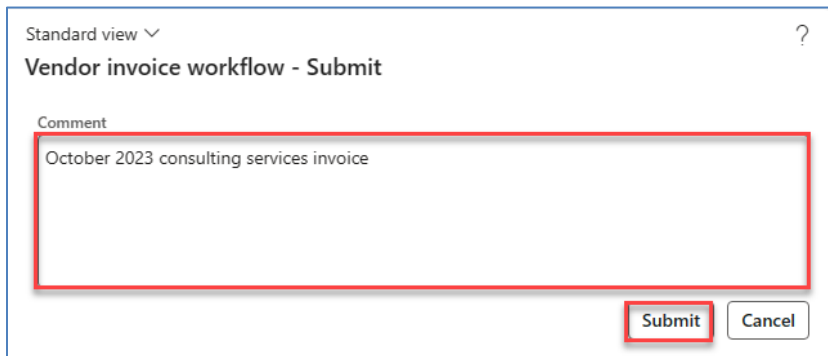 Standard view
?
Vendor invoice workflow - Submit
Comment
October 2023 consulting services invoice
Submit Cancel